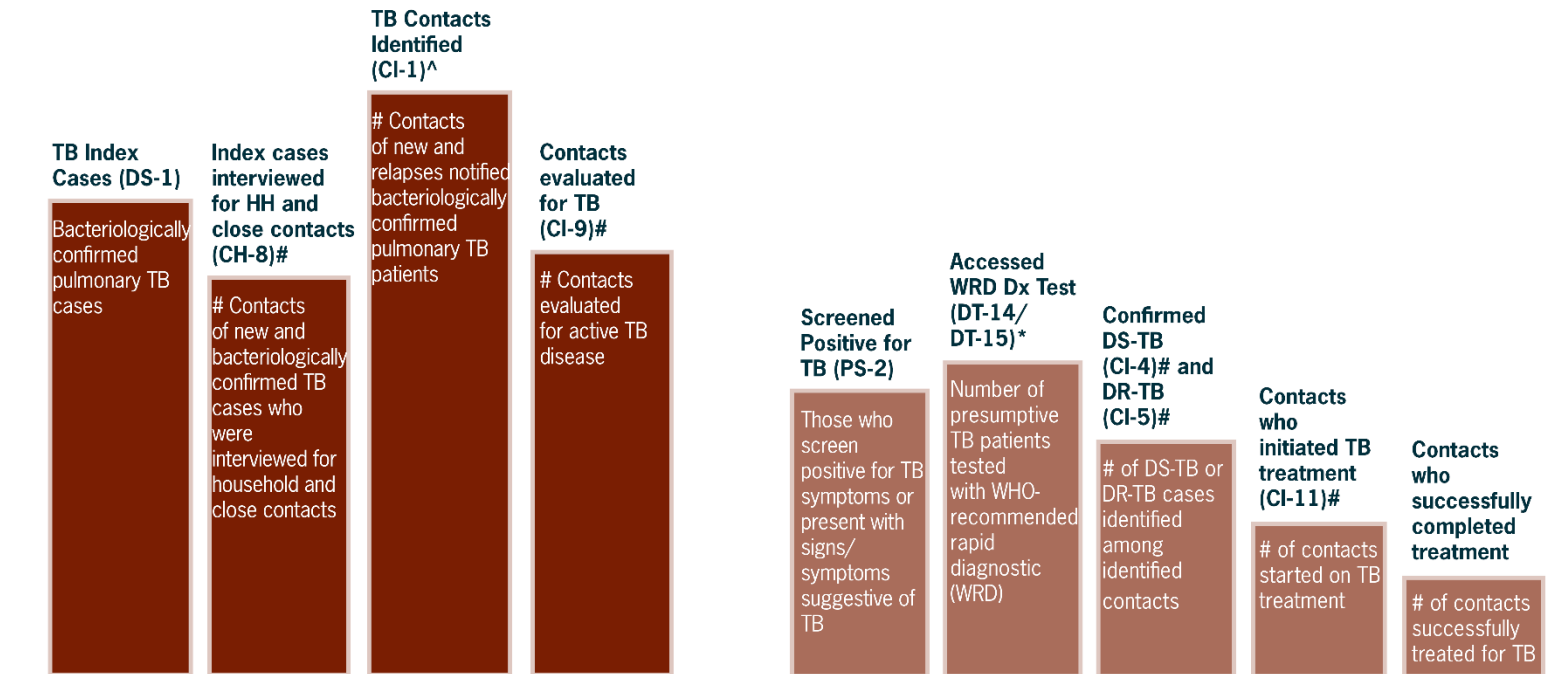 TB Index
Cases (DS-1)
Bacteriologically
confirmed
pulmonary TB
cases
Index cases
interviewed
for HH and
close contacts
(CH-8)#
# Contacts
of new and
bacteriologically
confirmed TB
cases who
were
interviewed for
household and
close contacts
TB Contacts
Identified
(CI-1)^
# Contacts
of new and
relapses notified
bacteriologically
confirmed
pulmonary TB
patients
Contacts
evaluated
for TB
(CI-9)#
# Contacts
evaluated
for active TB
disease
Screened
Positive for
TB (PS-2)
Those who
screen
positive for TB
symptoms or
present with
signs/
symptoms
suggestive of
TB
Accessed
WRD Dx Test
(DT-14/
DT-15)*
Number of
presumptive
TB patients
tested
with WHO-
recommended
rapid
diagnostic
(WRD)
Confirmed
DS-TB
(CI-4)# and
DR-TB
(CI-5)#
# of DS-TB or
DR-TB cases
identified
among
identified
contacts
Contacts
who
initiated TB
treatment
(CI-11)#
# of contacts
started on TB
treatment
Contacts
who
successfully
completed
treatment
# of contacts
successfully
treated for TB